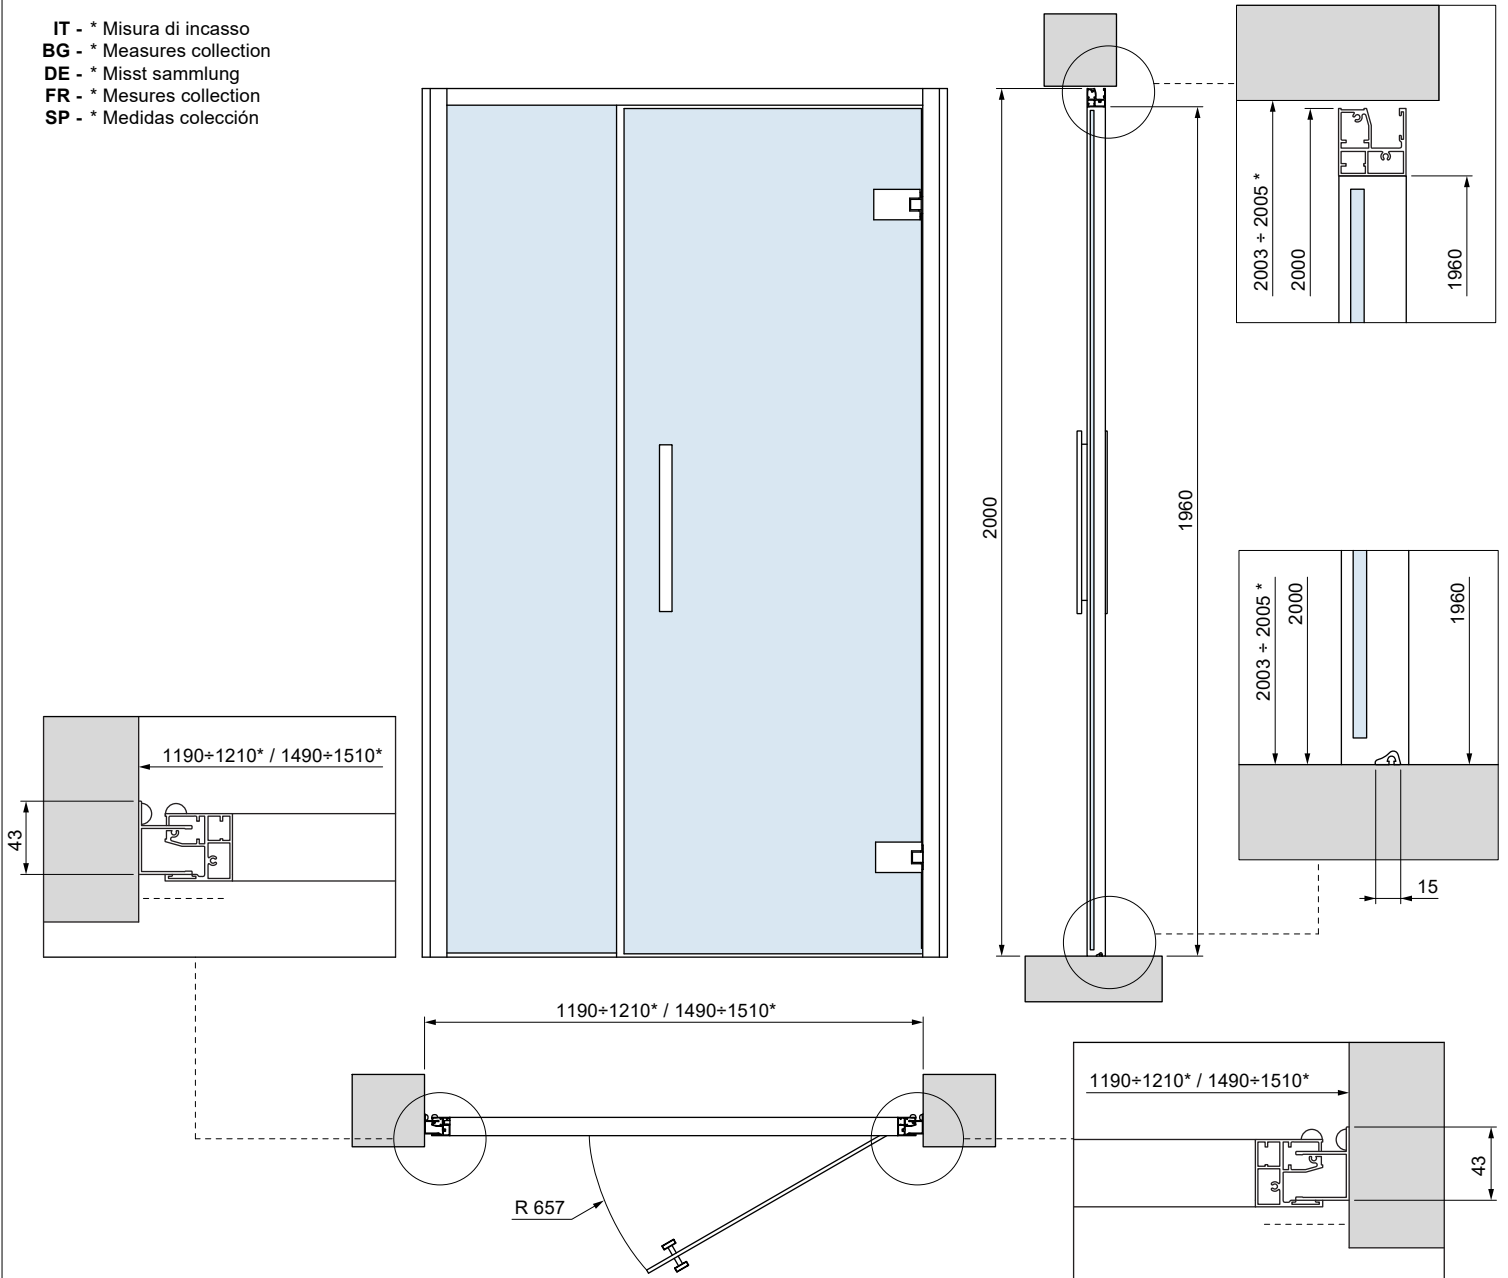 IT - * Misura di incasso
BG - * Measures collection
DE - * Misst sammlung
FR - * Mesures collection
SP - * Medidas colección
2003 ÷ 2005 *
2000
1960
2000
1960
2003 ÷ 2005 *
2000
1960
15
1190÷1210* / 1490÷1510*
43
1190÷1210* / 1490÷1510*
R 657
1190÷1210* / 1490÷1510*
43